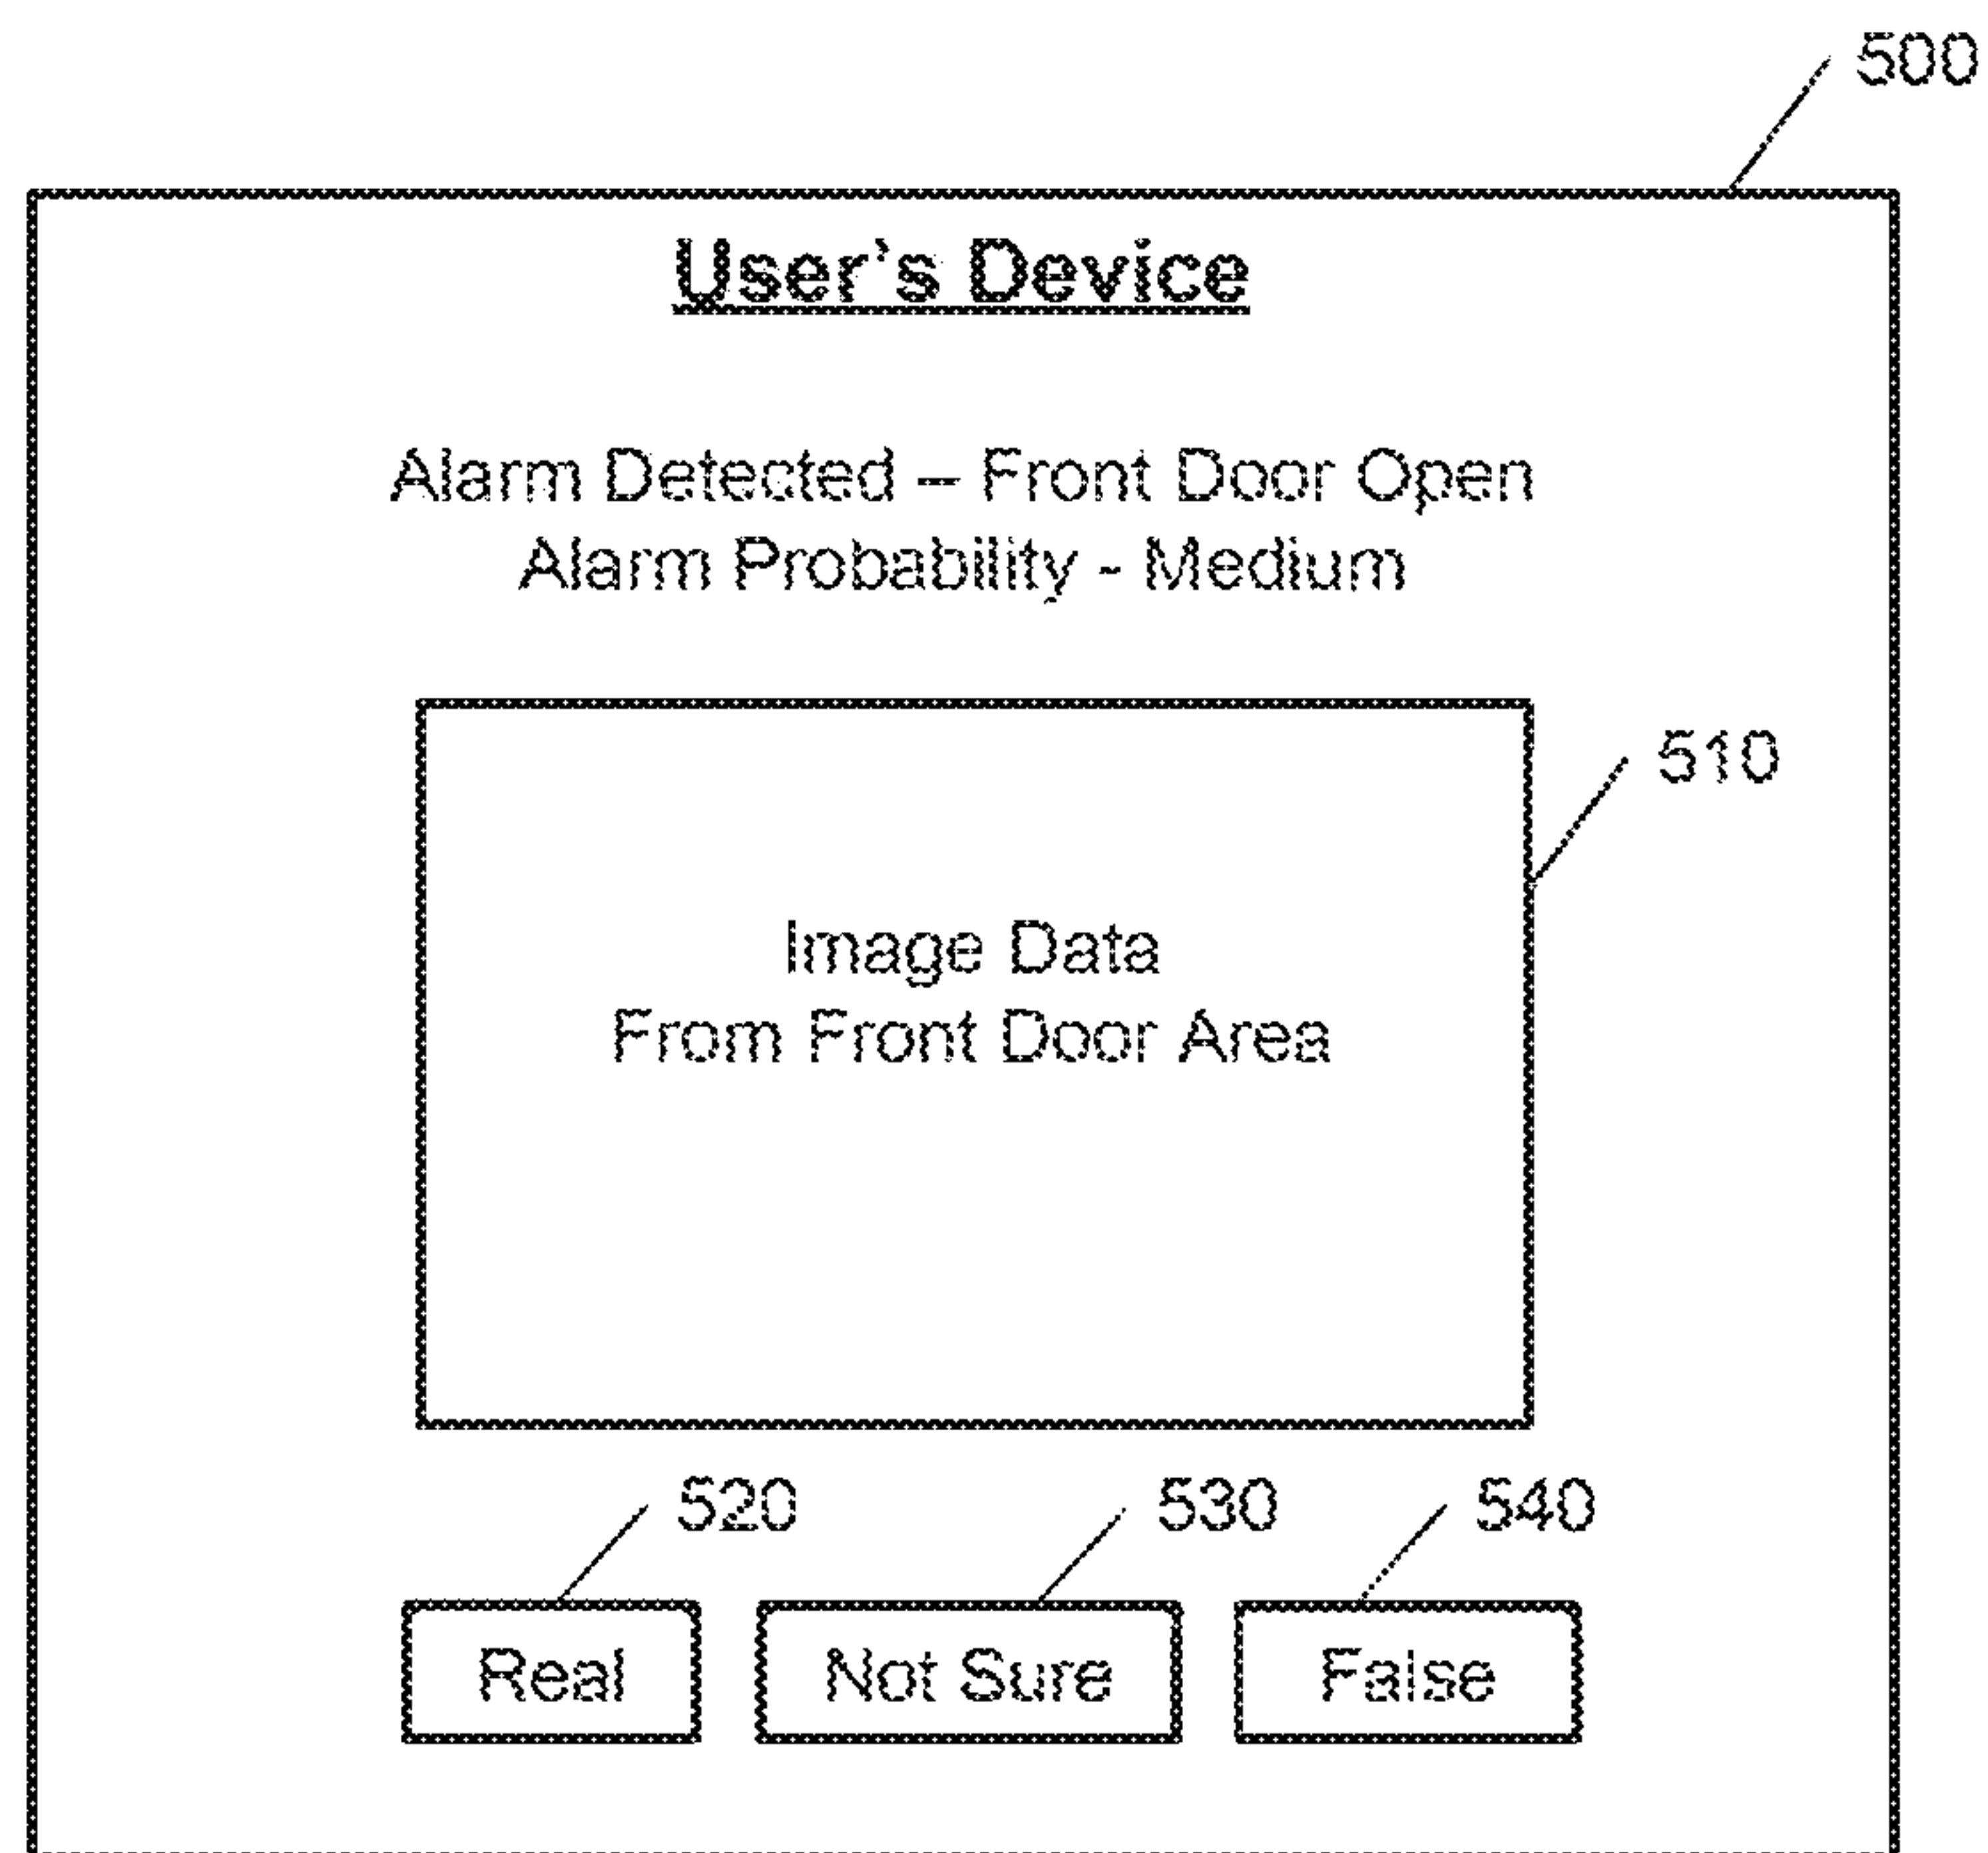 500
User's Device
Alarm Detected – Front Door Open
Alarm Probability - Medium
510
Image Data
From Front Door Area
520
530
540
Real
Not Sure
False